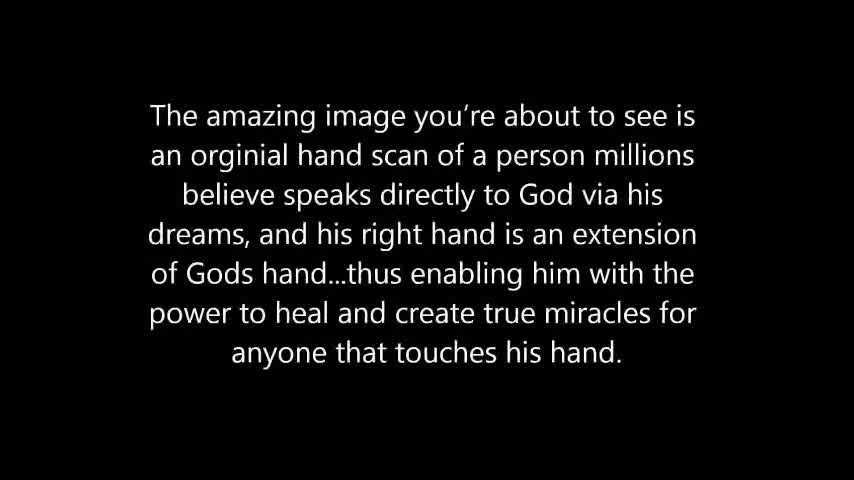 The amazing image you’re about to see is
an orginial hand scan of a person millions
believe speaks directly to God via his
dreams, and his right hand is an extension
of Gods hand...thus enabling him with the
power to heal and create true miracles for
anyone that touches his hand.